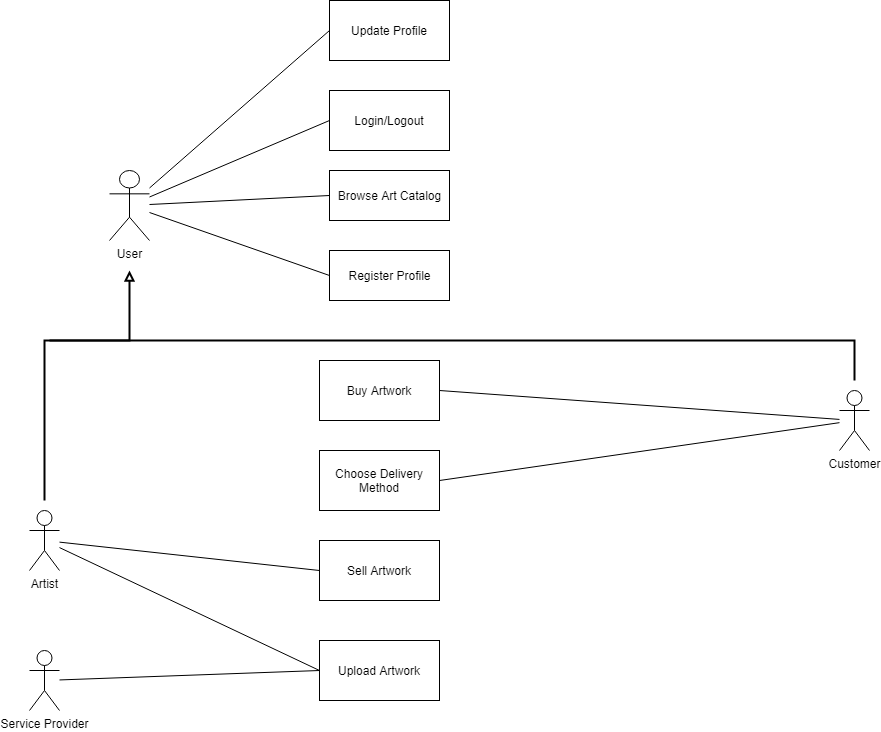 Update Profile
Login/Logout
Browse Art Catalog
User
Register Profile
Buy Artwork
Customer
Choose Delivery
Method
Sell Artwork
Artist
Upload Artwork
Service Provider